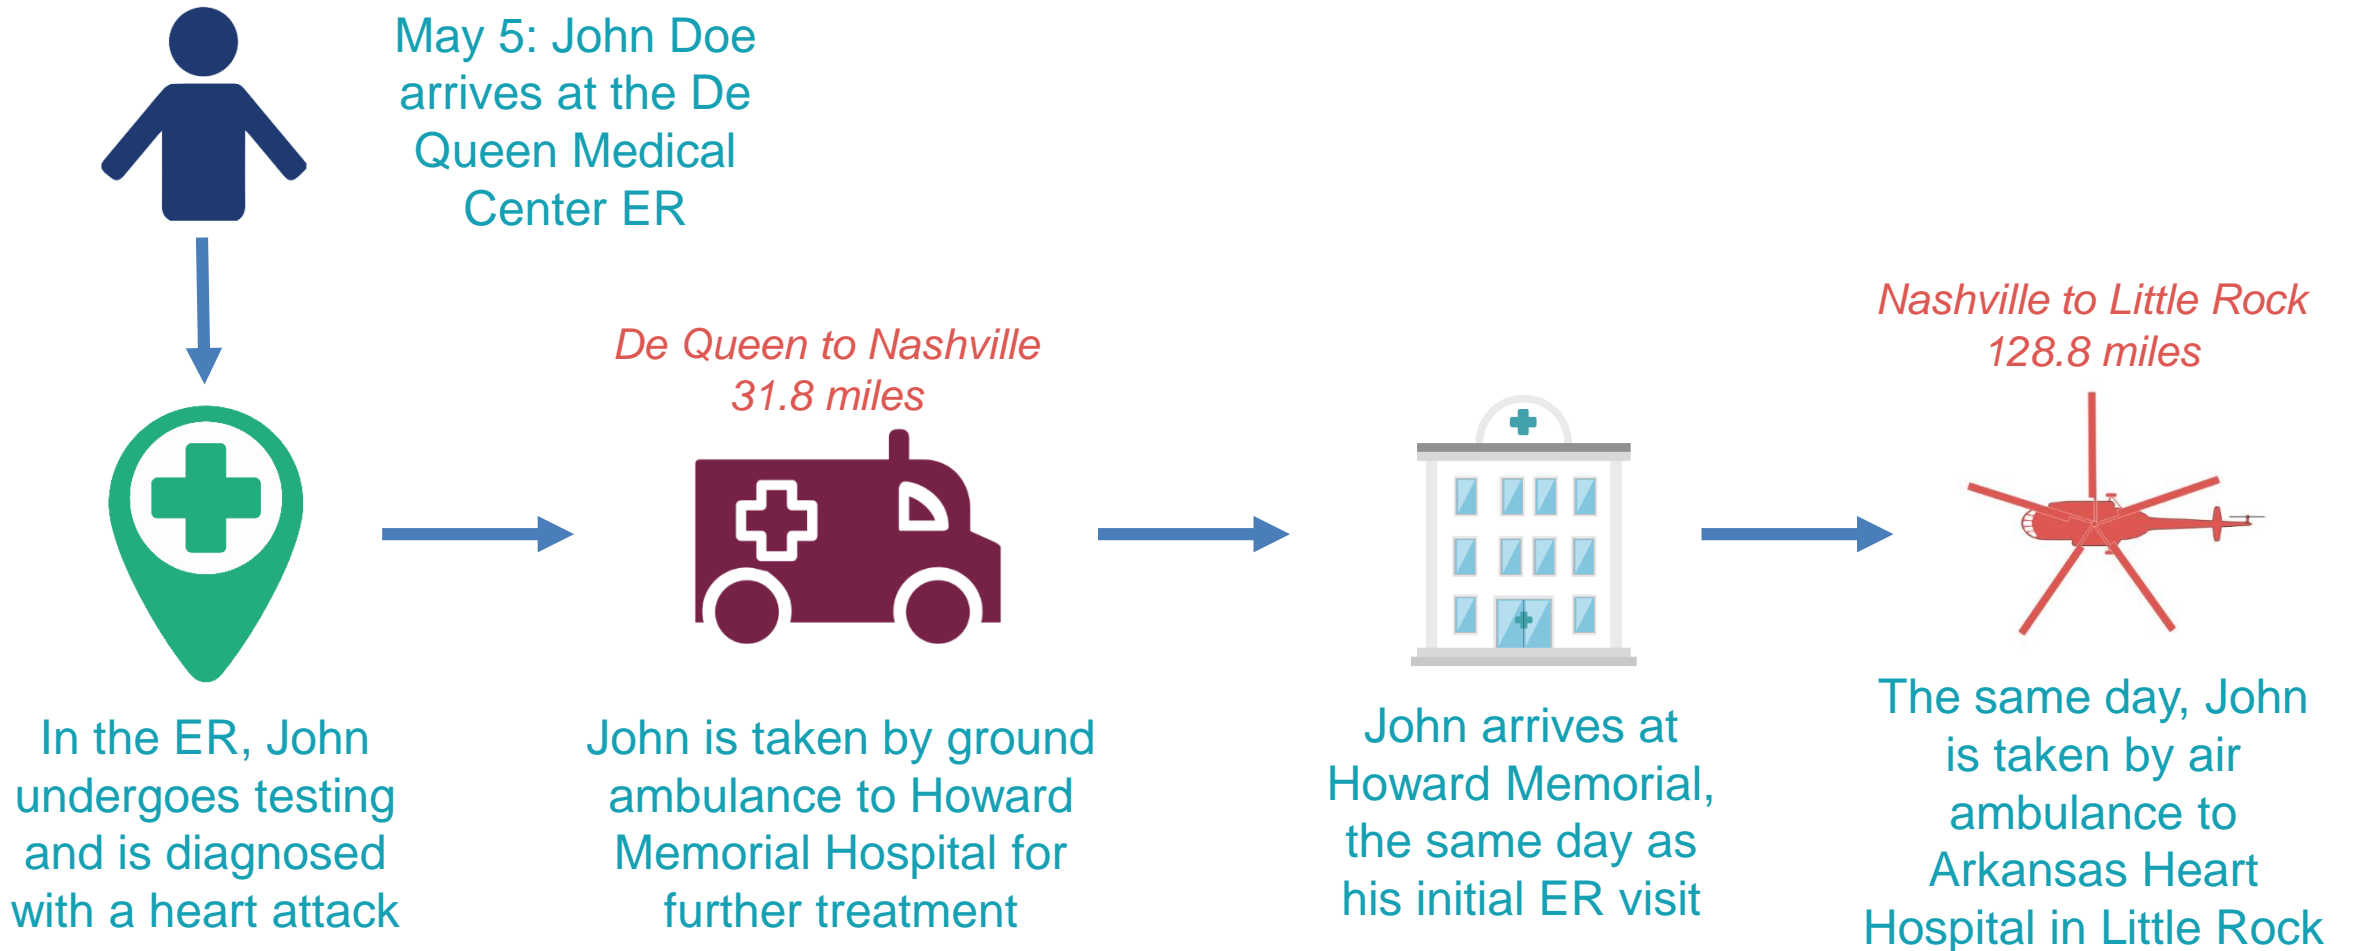 May 5: John Doe
arrives at the De
Queen Medical
Center ER
In the ER, John
undergoes testing
and is diagnosed
with a heart attack
De Queen to Nashville
31.8 miles
John is taken by ground
ambulance to Howard
Memorial Hospital for
further treatment
John arrives at
Howard Memorial,
the same day as
his initial ER visit
Nashville to Little Rock
128.8 miles
The same day, John
is taken by air
ambulance to
Arkansas Heart
Hospital in Little Rock